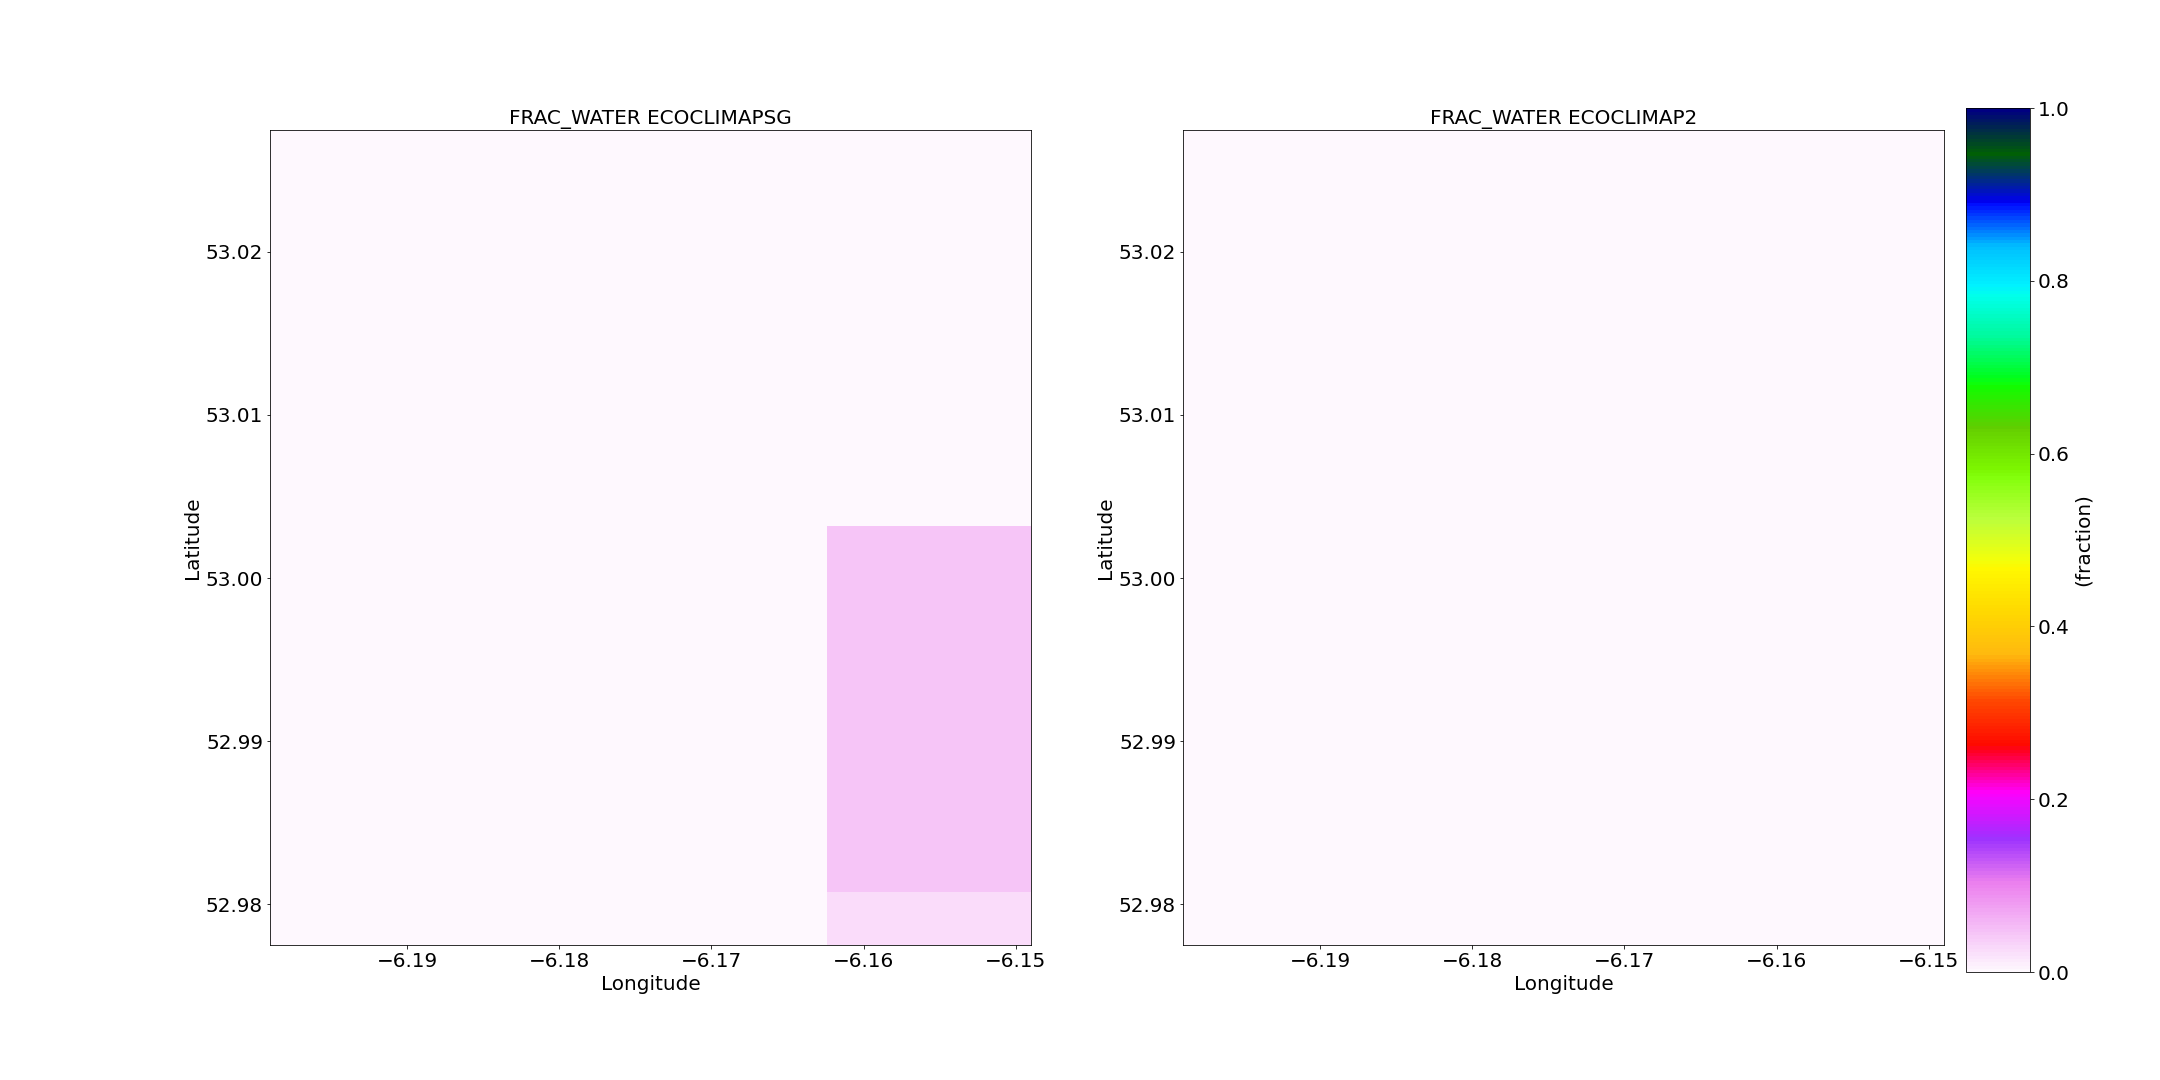 FRAC_WATER ECOCLIMAPSG
53.02
53.01
53.00
52.99
52.98
Latitude
−6.19 −6.18 −6.17 −6.16 −6.15
Longitude
FRAC_WATER ECOCLIMAP2
53.02
53.01
53.00
52.99
52.98
Latitude
−6.19 −6.18 −6.17 −6.16 −6.15
Longitude
1.0
0.8
0.6
0.4
0.2
0.0
(fraction)